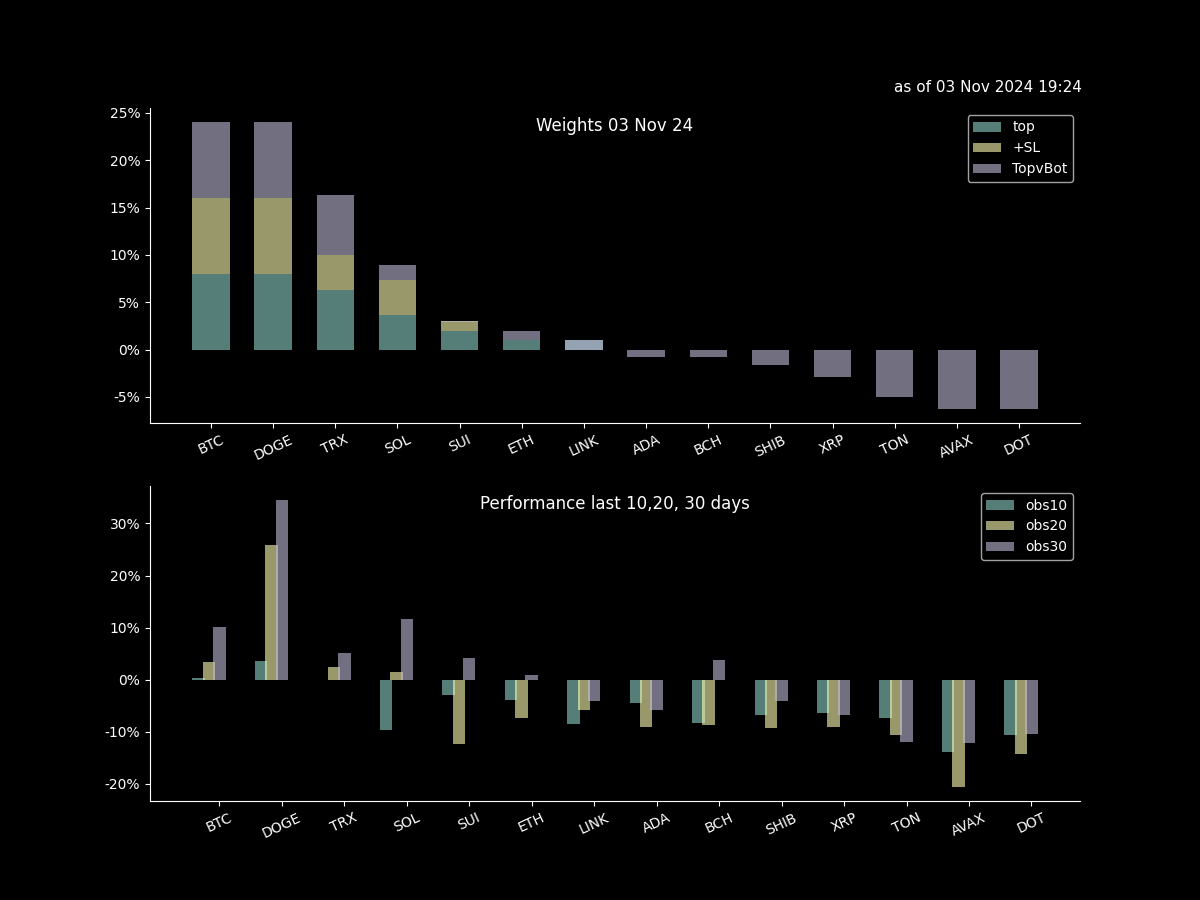 as of 03 Nov 2024 19:24
Weights 03 Nov 24
top
+SL
TopvBot
25%
20%
15%
10%
5%
0%
-5%
BTC DOGE TRX SOL SUI ETH LINK ADA BCH SHIB XRP TON AVAX DOT
Performance last 10,20, 30 days
obs10
obs20
obs30
30%
20%
10%
0%
-10%
-20%
BTC DOGE TRX SOL SUI ETH LINK ADA BCH SHIB XRP TON AVAX DOT